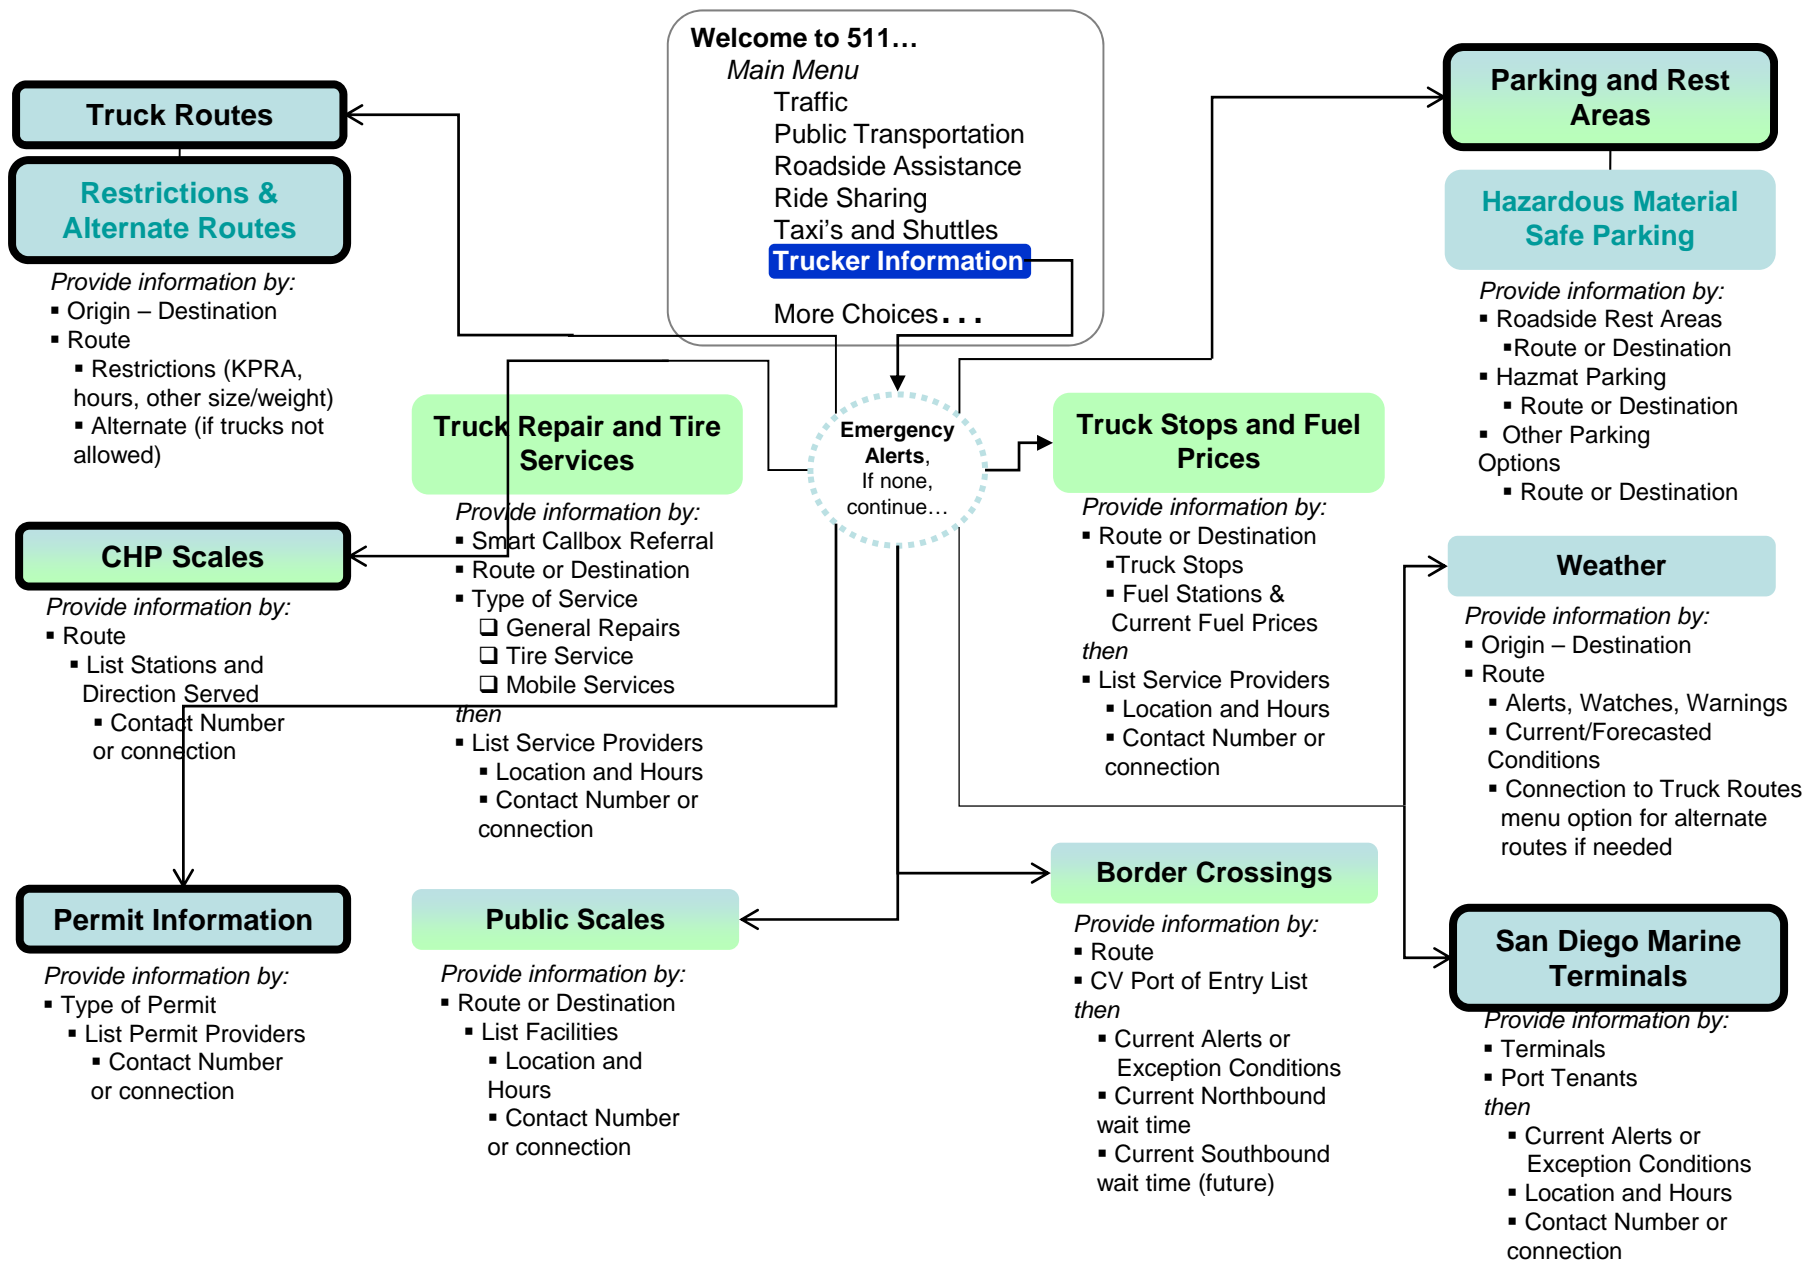 Welcome to 511…
Main Menu
Traffic
Public Transportation
Roadside Assistance
Ride Sharing
Taxi’s and Shuttles
Trucker Information
More Choices...
Truck Routes
Restrictions &
Alternate Routes
Provide information by:
▪ Origin – Destination
▪ Route
▪ Restrictions (KPRA,
hours, other size/weight)
▪ Alternate (if trucks not
allowed)
CHP Scales
Provide information by:
▪ Route
▪ List Stations and
Direction Served
▪ Contact Number
or connection
Permit Information
Provide information by:
▪ Type of Permit
▪ List Permit Providers
▪ Contact Number
or connection
Truck Repair and Tire
Services
Provide information by:
▪ Smart Callbox Referral
▪ Route or Destination
▪ Type of Service
❑ General Repairs
❑ Tire Service
❑ Mobile Services
then
▪ List Service Providers
▪ Location and Hours
▪ Contact Number or
connection
Public Scales
Provide information by:
▪ Route or Destination
▪ List Facilities
▪ Location and
Hours
▪ Contact Number
or connection
Emergency
Alerts,
If none,
continue…
Truck Stops and Fuel
Prices
Provide information by:
▪ Route or Destination
▪Truck Stops
▪ Fuel Stations &
Current Fuel Prices
then
▪ List Service Providers
▪ Location and Hours
▪ Contact Number or
connection
Border Crossings
Provide information by:
▪ Route
▪ CV Port of Entry List
then
▪ Current Alerts or
Exception Conditions
▪ Current Northbound
wait time
▪ Current Southbound
wait time (future)
Parking and Rest
Areas
Hazardous Material
Safe Parking
Provide information by:
▪ Roadside Rest Areas
▪Route or Destination
▪ Hazmat Parking
▪ Route or Destination
▪ Other Parking
Options
▪ Route or Destination
Weather
Provide information by:
▪ Origin – Destination
▪ Route
▪ Alerts, Watches, Warnings
▪ Current/Forecasted
Conditions
▪ Connection to Truck Routes
menu option for alternate
routes if needed
San Diego Marine
Terminals
Provide information by:
▪ Terminals
▪ Port Tenants
then
▪ Current Alerts or
Exception Conditions
▪ Location and Hours
▪ Contact Number or
connection